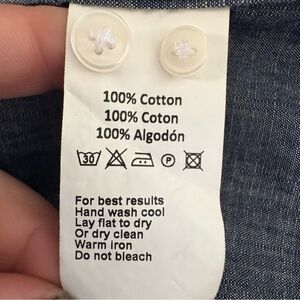 100% Cotton
100% Coton
100% Algodón
30 P
For best results
Hand wash cool
Lay flat to dry
Or dry clean
Warm iron
Do not bleach